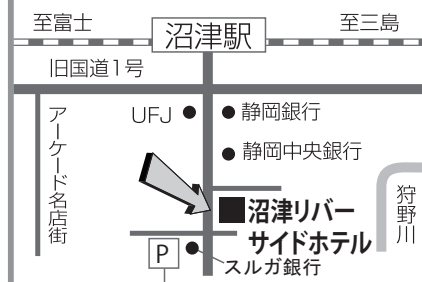 至富士
至三島
沼津駅
旧国道1号
UFJ
静岡銀行
静岡中央銀行
アーケード名店街
狩野川
沼津リバー
サイドホテル
P
スルガ銀行